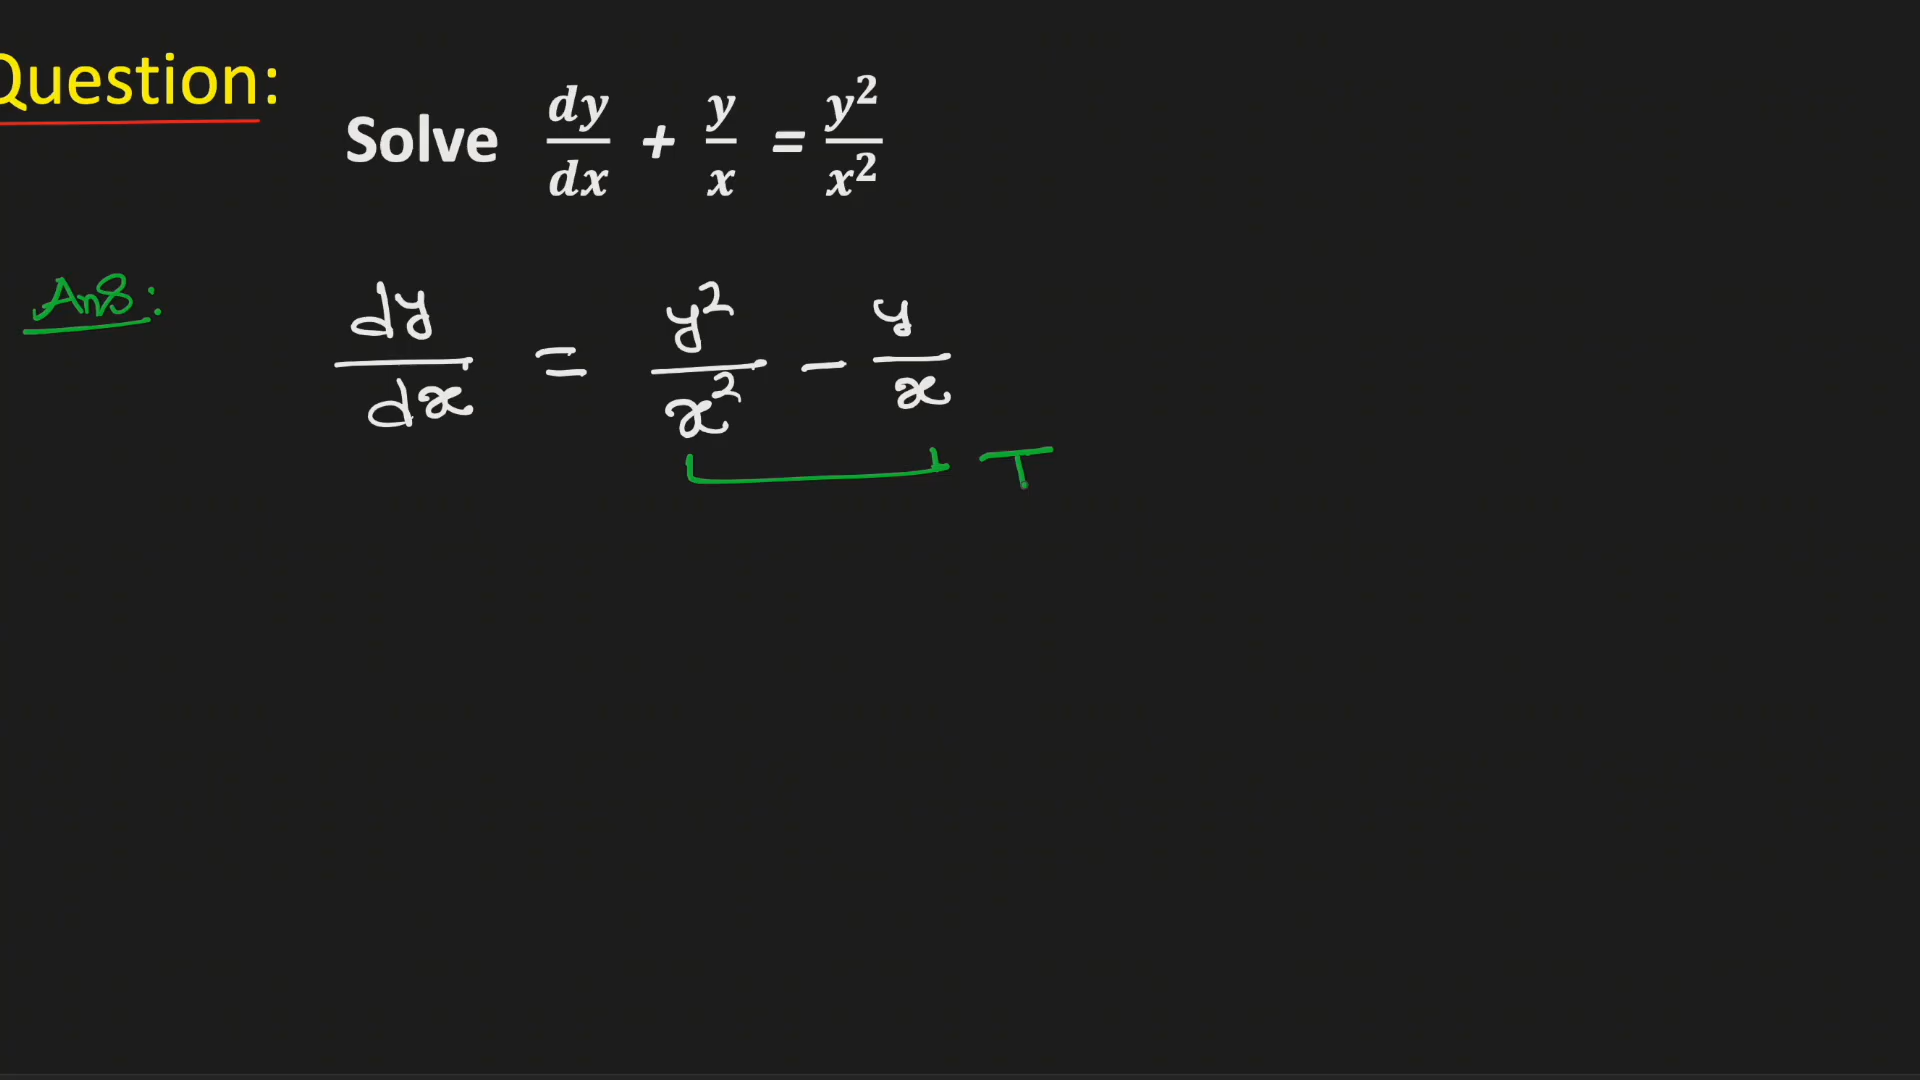 Question:
Solve dy/dx + y/x = y²/x²
Ans:
dy/dx = y²/x² - y/x
T